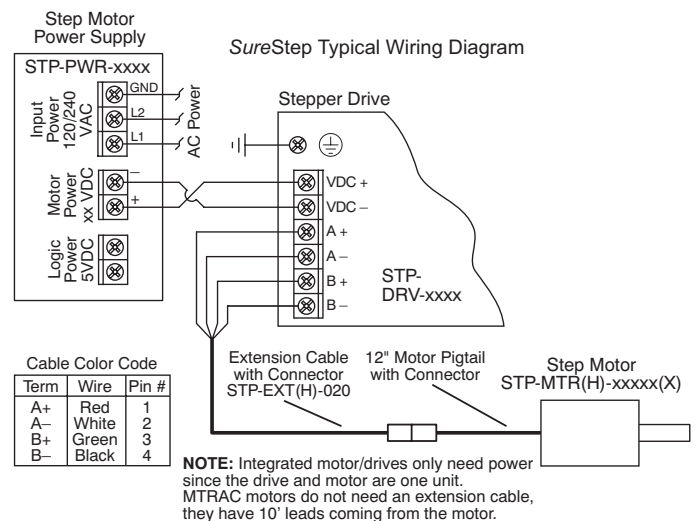 Step Motor
Power Supply
SureStep Typical Wiring Diagram
STP-PWR-xxxx
Input
Power
120/240
VAC
GND
L2
L1
AC Power
Motor
Power
xx VDC
–
+
Logic
Power
5VDC
Stepper Drive
VDC +
VDC –
A +
A –
B +
B –
STP-
DRV-xxxx
Cable Color Code
Term Wire Pin #
A+ Red 1
A– White 2
B+ Green 3
B– Black 4
Extension Cable
with Connector
STP-EXT(H)-020
12" Motor Pigtail
with Connector
Step Motor
STP-MTR(H)-xxxxx(X)
NOTE: Integrated motor/drives only need power
since the drive and motor are one unit.
MTRAC motors do not need an extension cable,
they have 10' leads coming from the motor.